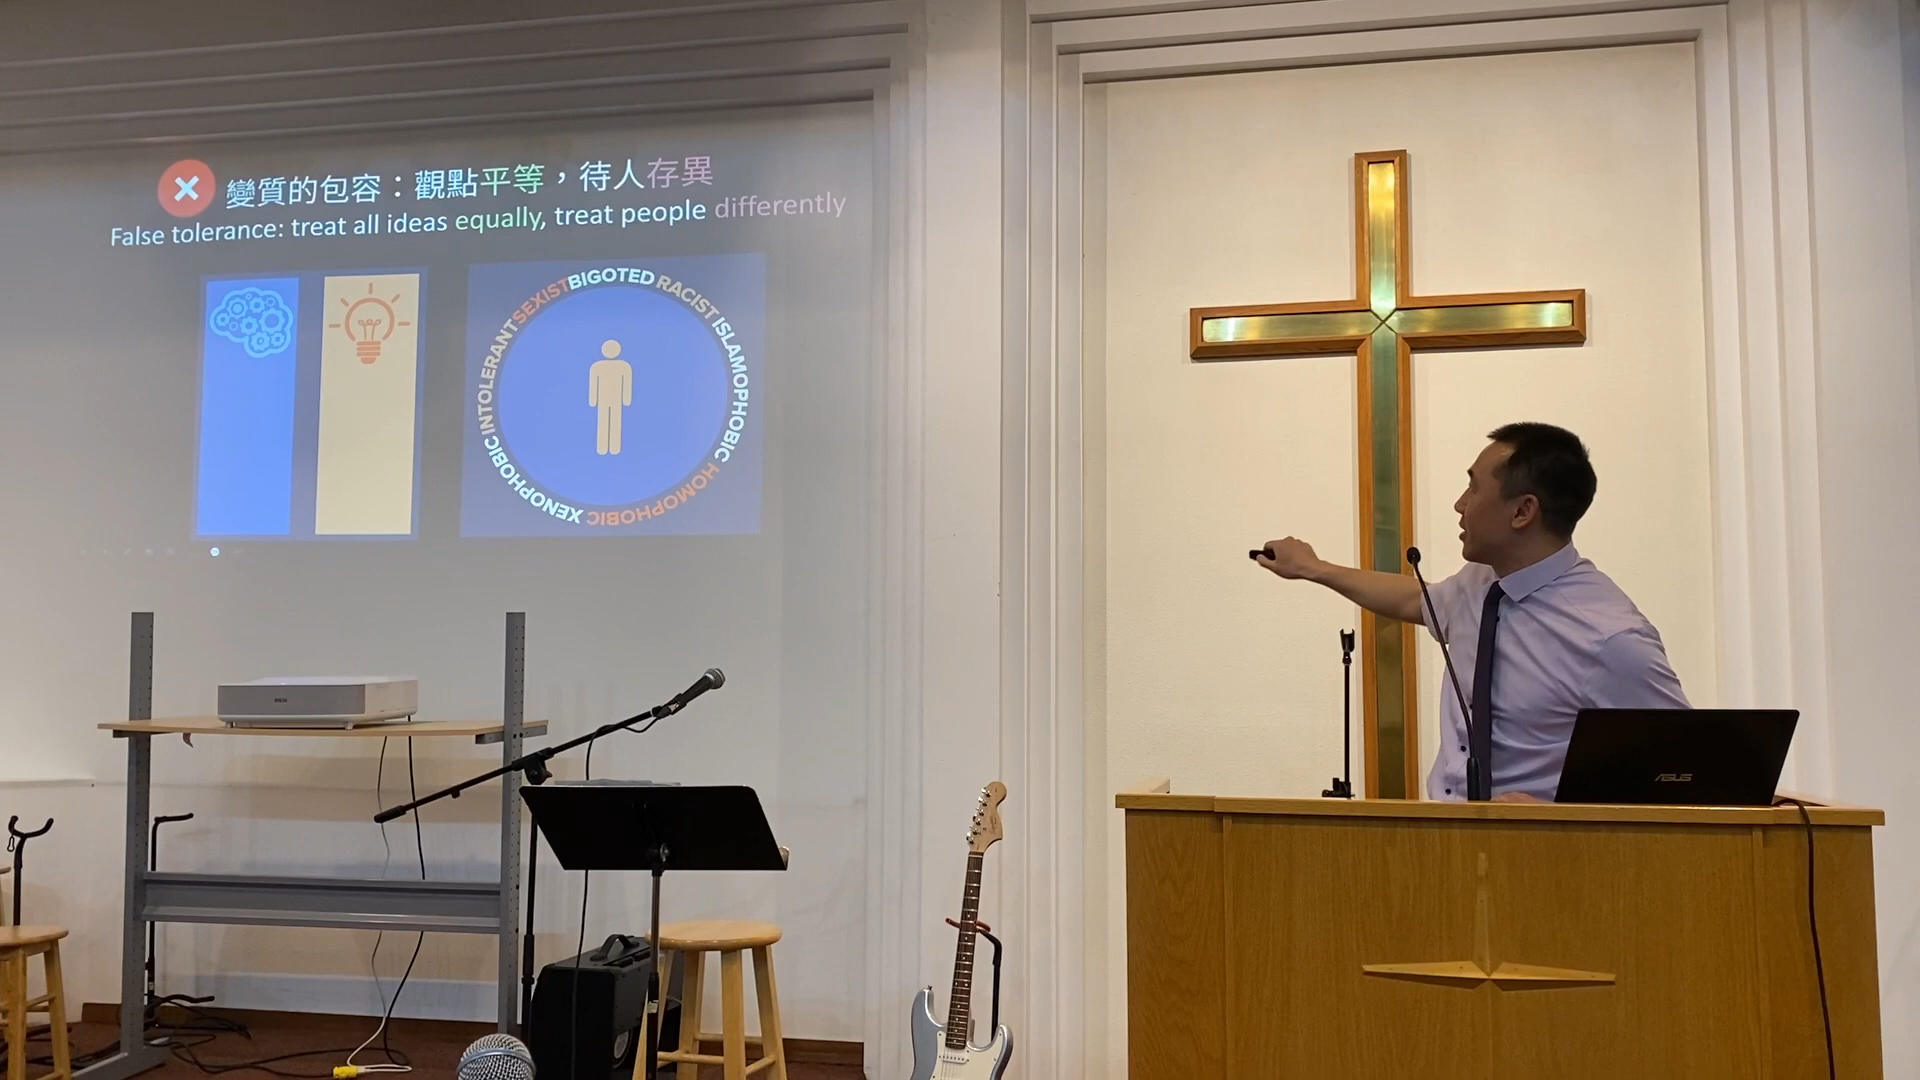 變質的包容：觀點平等，待人存異
False tolerance: treat all ideas equally, treat people differently
INTOLERANT SEXIST BIGOTED RACIST ISLAMOPHOBIC HOMOPHOBIC XENOPHOBIC
ASUS